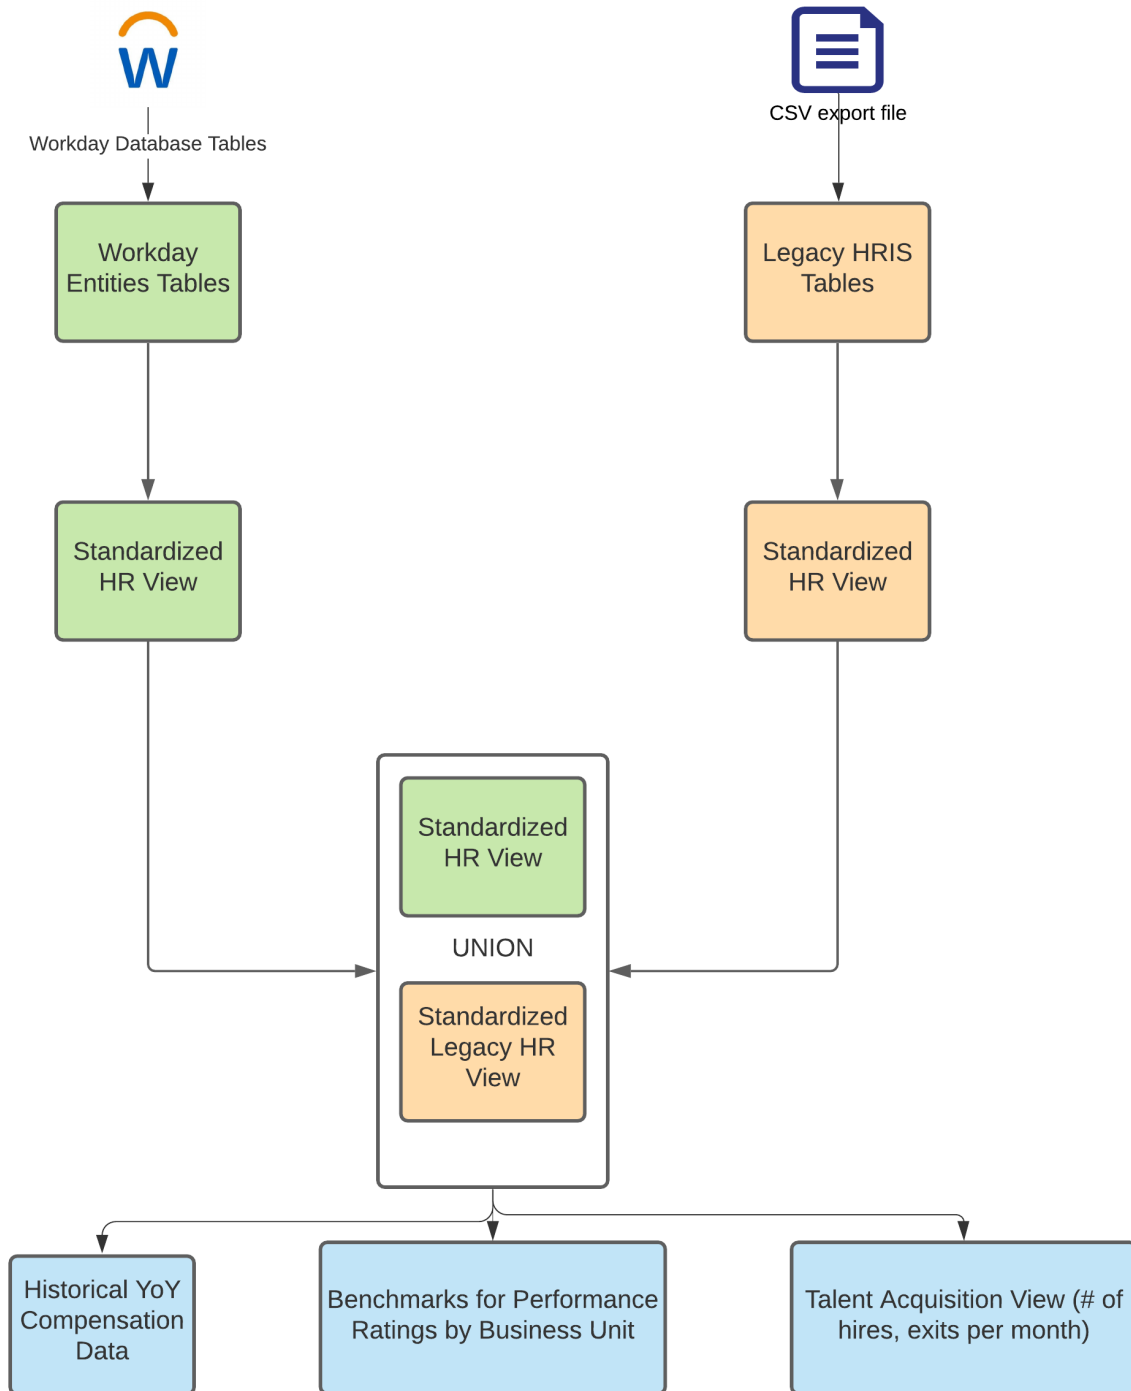 W
Workday Database Tables
CSV export file
Workday
Entities Tables
Legacy HRIS
Tables
Standardized
HR View
Standardized
HR View
Standardized
HR View
UNION
Standardized
Legacy HR
View
Historical YoY
Compensation
Data
Benchmarks for Performance
Ratings by Business Unit
Talent Acquisition View (# of
hires, exits per month)